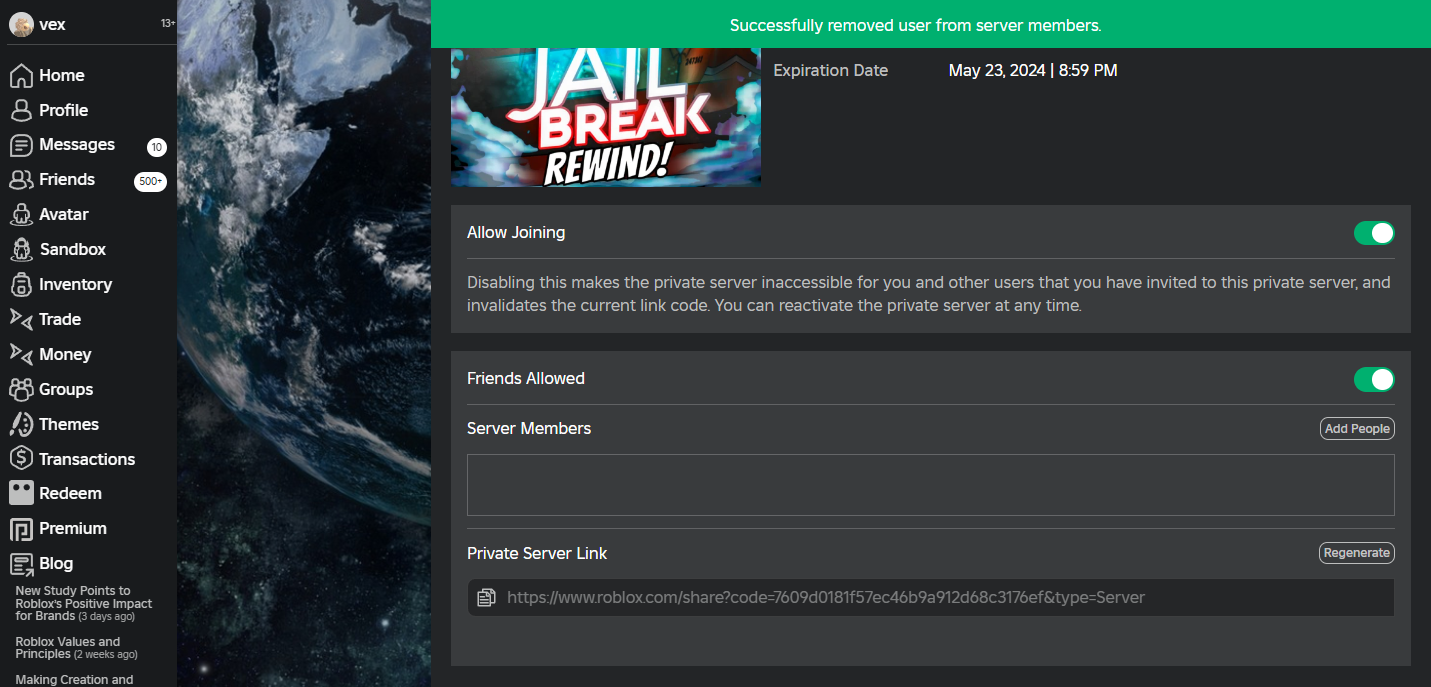 vex
13+
Home
Profile
Messages
10
Friends
500+
Avatar
Sandbox
Inventory
Trade
Money
Groups
Themes
Transactions
Redeem
Premium
Blog
New Study Points to
Roblox's Positive Impact
for Brands (3 days ago)
Roblox Values and
Principles (2 weeks ago)
Making Creation and
Successfully removed user from server members.
JAIL
BREAK
REWIND!
Expiration Date
May 23, 2024 | 8:59 PM
Allow Joining
Disabling this makes the private server inaccessible for you and other users that you have invited to this private server, and
invalidates the current link code. You can reactivate the private server at any time.
Friends Allowed
Server Members
Add People
Private Server Link
Regenerate
https://www.roblox.com/share?code=7609d0181f57ec46b9a912d68c3176ef&type=Server